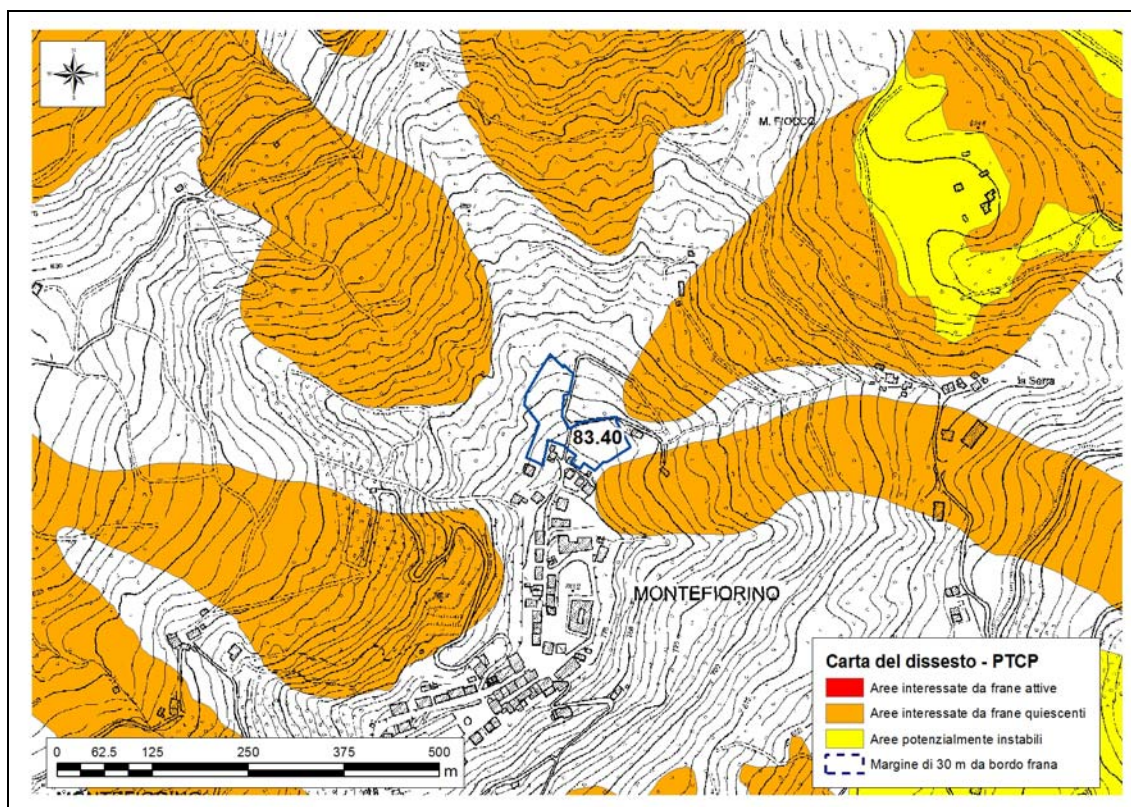 M. FIOCCO
la Serra
83.40
MONTEFIORINO
Carta del dissesto - PTCP
Aree interessate da frane attive
Aree interessate da frane quiescenti
Aree potenzialmente instabili
Margine di 30 m da bordo frana
0 62.5 125 250 375 500
m
MONTEFIORINO